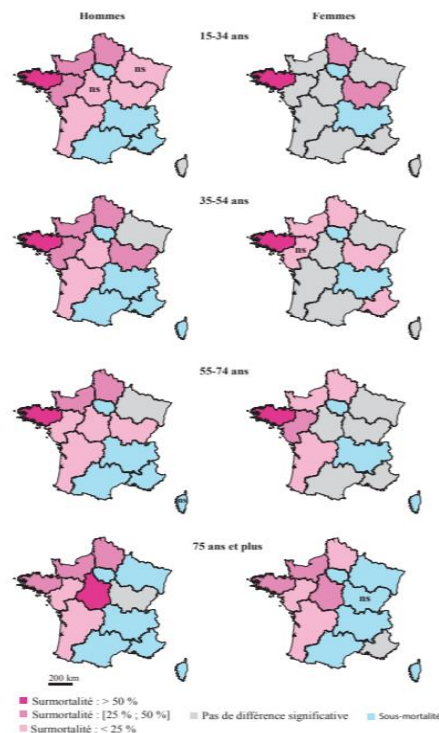 Hommes Femmes
15-34 ans
ns
ns
35-54 ans
ns
55-74 ans
ns
75 ans et plus
ns
200 km
Surmortalité : > 50 %
Surmortalité : [25 % ; 50 %] Pas de différence significative Sous-mortalité
Surmortalité : < 25 %